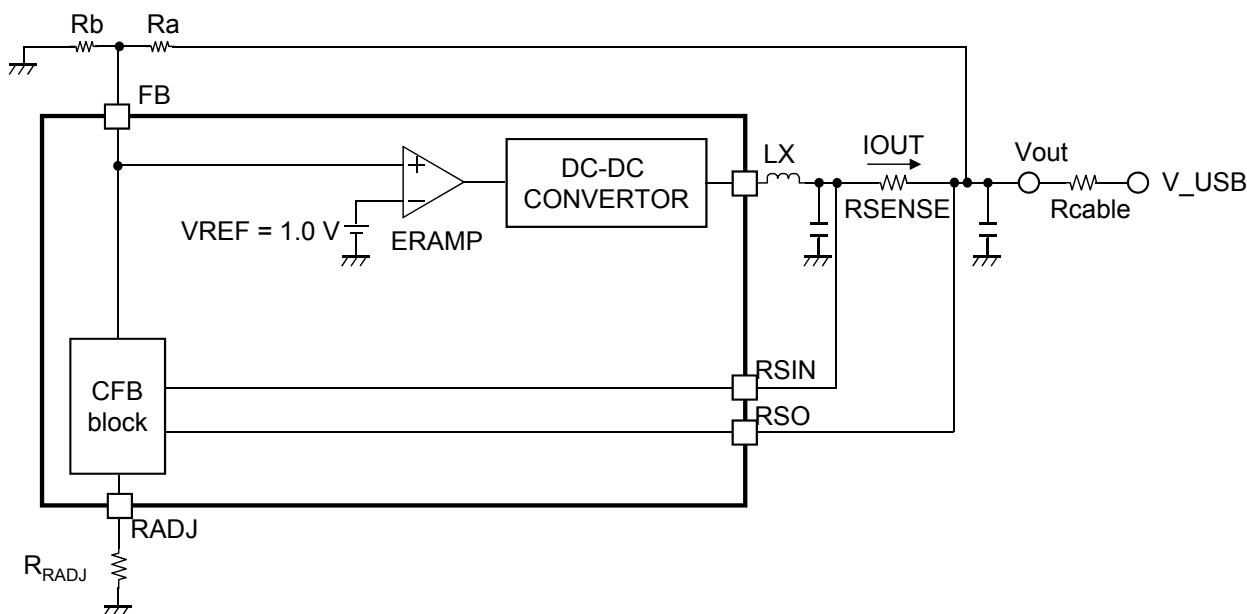 Rb
Ra
FB
LX
IOUT
Vout
V_USB
DC-DC
CONVERTOR
+
−
RSENSE
Rcable
VREF = 1.0 V
ERAMP
RSIN
CFB
block
RSO
RADJ
RRADJ